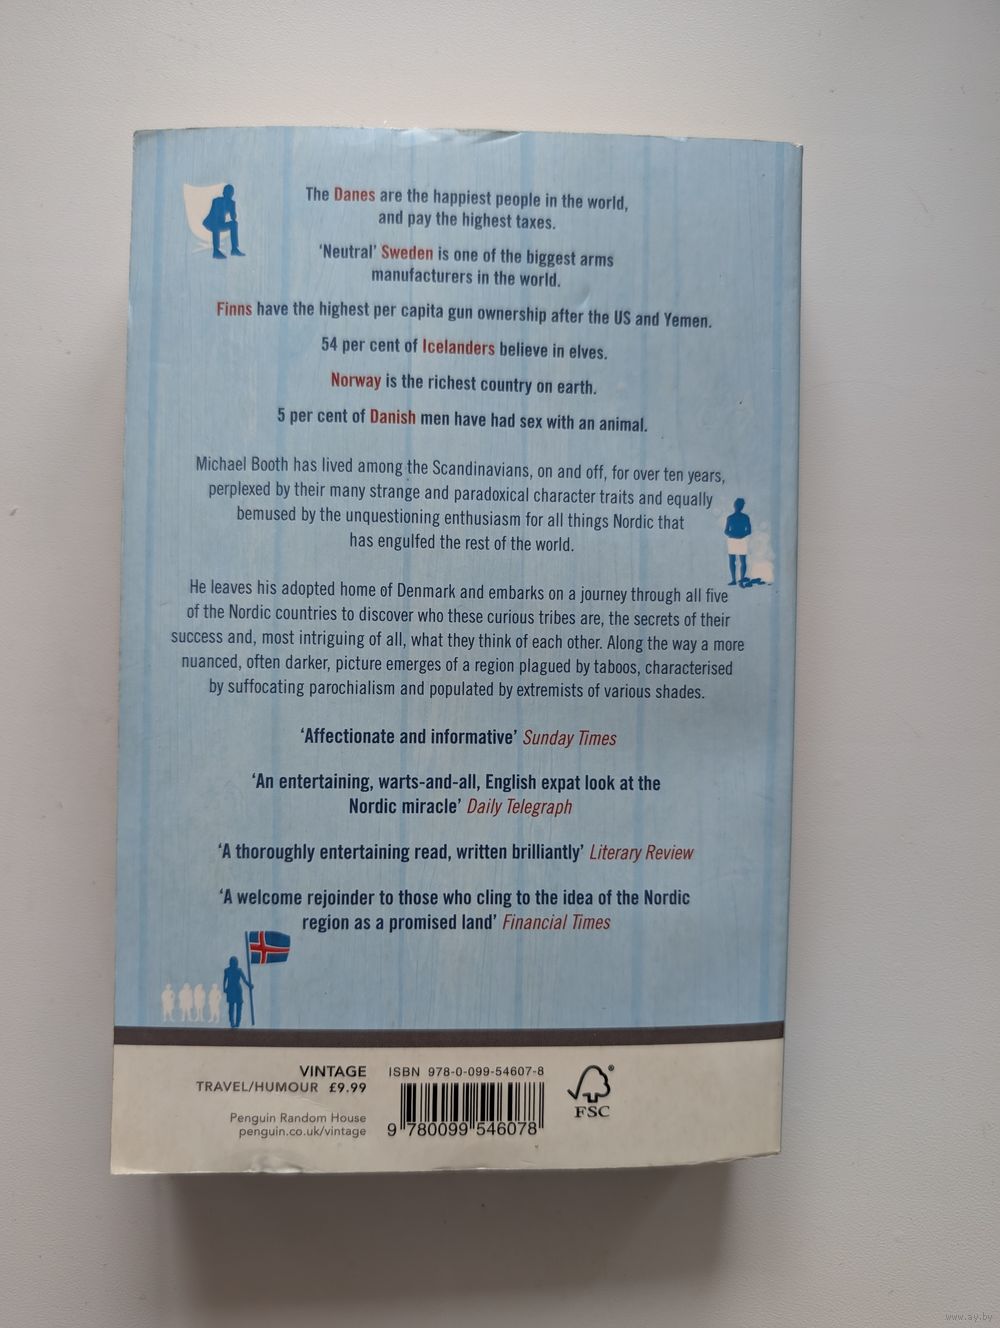 The Danes are the happiest people in the world,
and pay the highest taxes.
‘Neutral’ Sweden is one of the biggest arms
manufacturers in the world.
Finns have the highest per capita gun ownership after the US and Yemen.
54 per cent of Icelanders believe in elves.
Norway is the richest country on earth.
5 per cent of Danish men have had sex with an animal.
Michael Booth has lived among the Scandinavians, on and off, for over ten years,
perplexed by their many strange and paradoxical character traits and equally
bemused by the unquestioning enthusiasm for all things Nordic that
has engulfed the rest of the world.
He leaves his adopted home of Denmark and embarks on a journey through all five
of the Nordic countries to discover who these curious tribes are, the secrets of their
success and, most intriguing of all, what they think of each other. Along the way a more
nuanced, often darker, picture emerges of a region plagued by taboos, characterised
by suffocating parochialism and populated by extremists of various shades.
‘Affectionate and informative’ Sunday Times
‘An entertaining, warts-and-all, English expat look at the
Nordic miracle’ Daily Telegraph
‘A thoroughly entertaining read, written brilliantly’ Literary Review
‘A welcome rejoinder to those who cling to the idea of the Nordic
region as a promised land’ Financial Times
VINTAGE
TRAVEL/HUMOUR £9.99
Penguin Random House
penguin.co.uk/vintage
ISBN 978-0-099-54607-8
9 780099 546078
®
FSC
www.ay.by